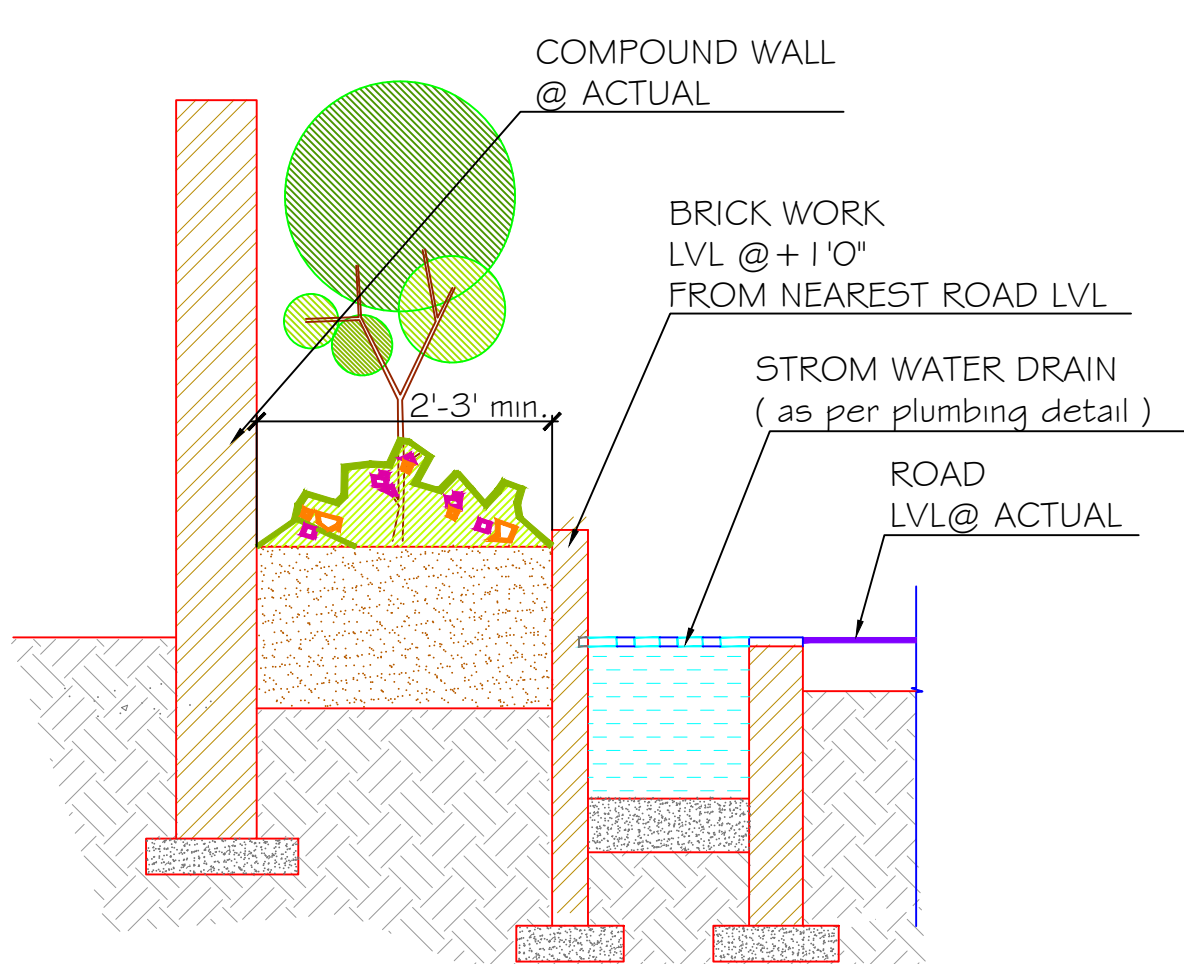 COMPOUND WALL
@ ACTUAL
BRICK WORK
LVL @ + 1'0"
FROM NEAREST ROAD LVL
STROM WATER DRAIN
( as per plumbing detail )
2'-3' min.
ROAD
LVL@ ACTUAL